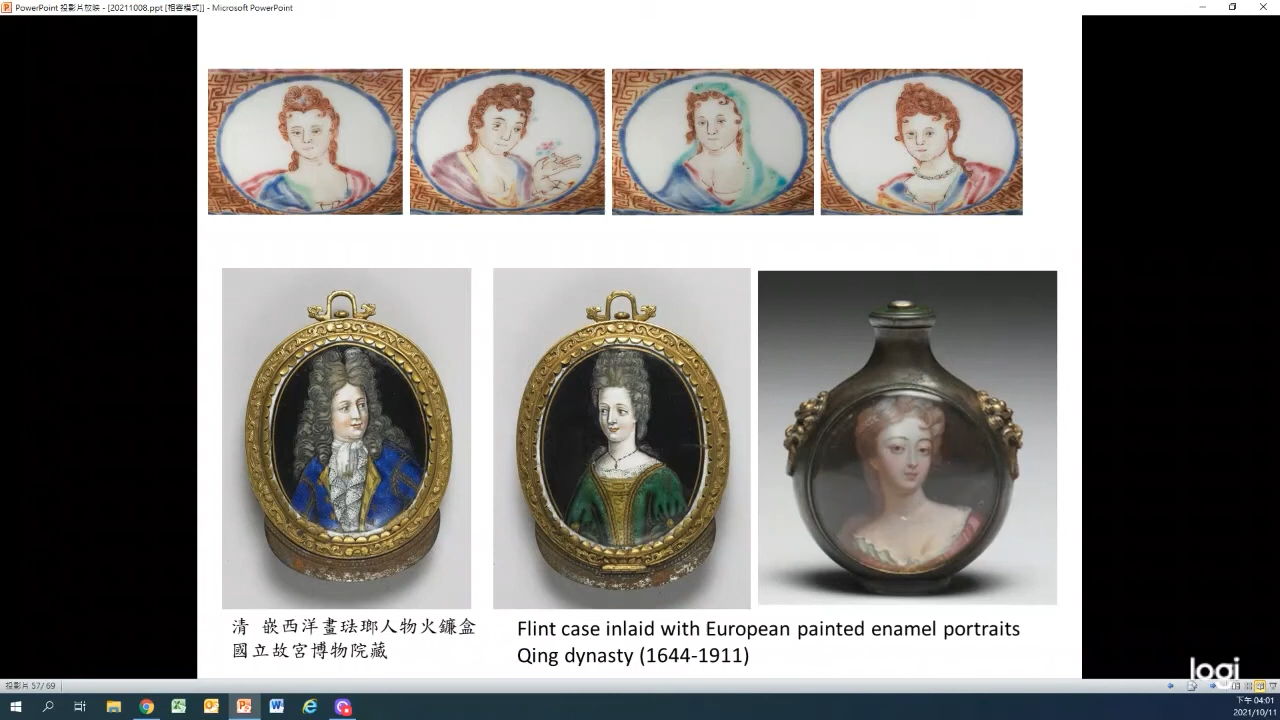 PowerPoint 投影片放映 - [20211008.ppt [相容模式]] - Microsoft PowerPoint
清 嵌西洋畫琺瑯人物火鐮盒
國立故宮博物院藏
Flint case inlaid with European painted enamel portraits
Qing dynasty (1644-1911)
logi
投影片 57/69
下午 04:01
2021/10/11